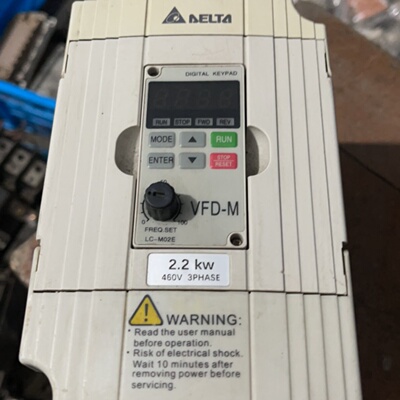 DELTA
DIGITAL KEYPAD
RUN STOP FWD REV
MODE RUN
ENTER STOP RESET
0 100
FREQ.SET
LC-M02E
VFD-M
2.2 kw
460V 3PHASE
WARNING:
• Read the user manual
before operation.
• Risk of electrical shock.
Wait 10 minutes after
removing power before
servicing.